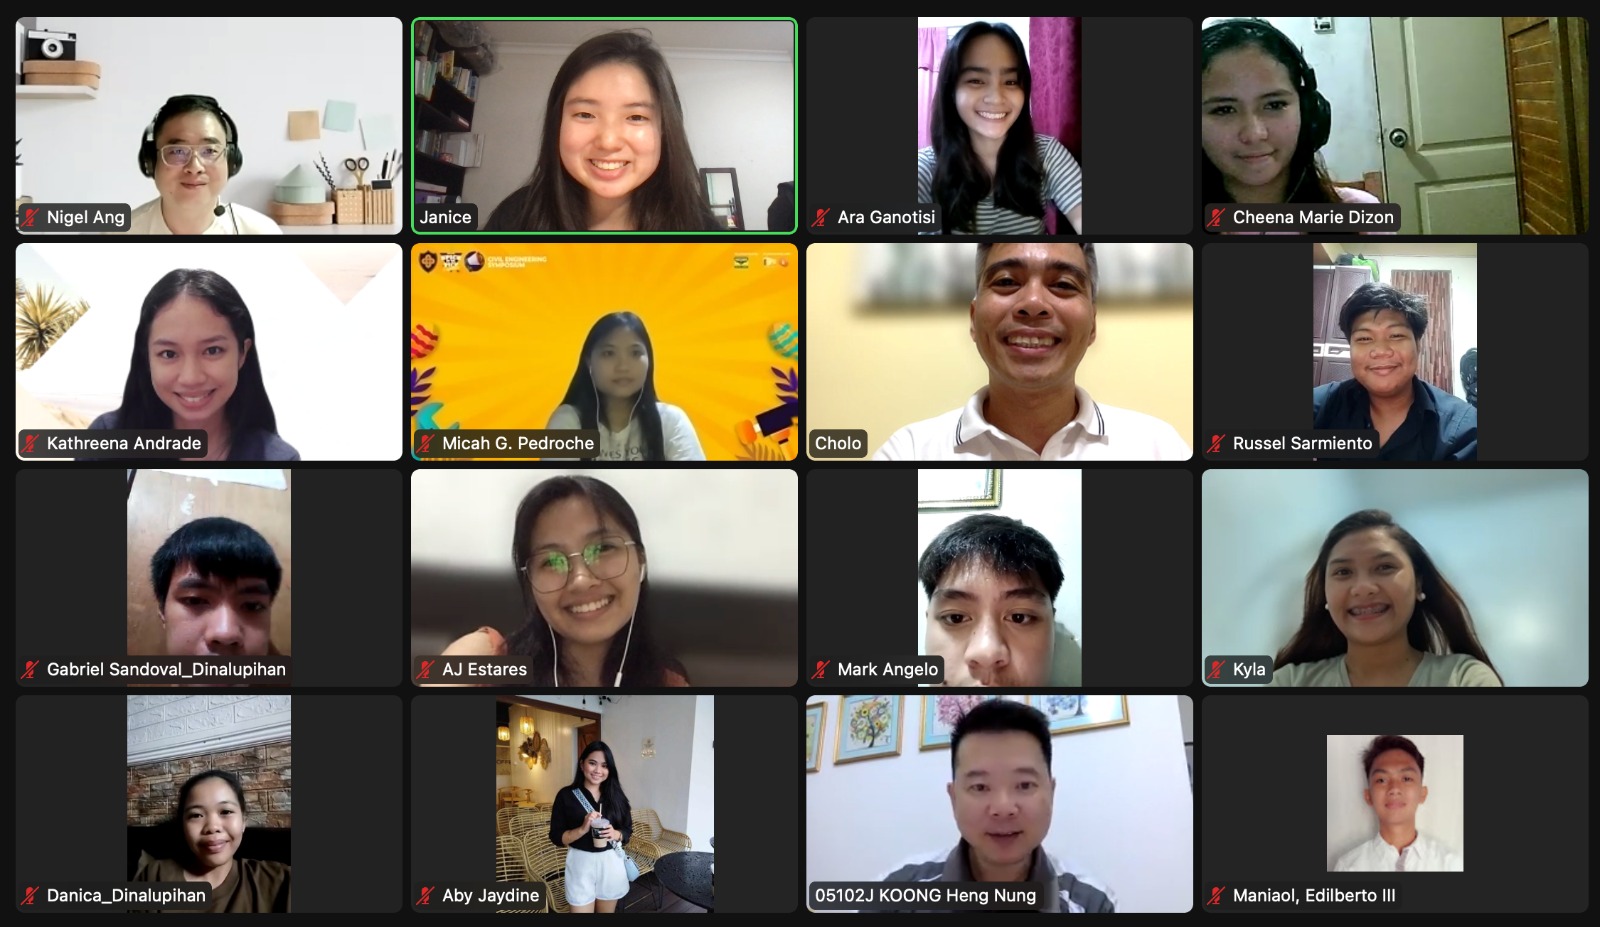 Nigel Ang
Janice
Ara Ganotisi
Cheena Marie Dizon
Kathreena Andrade
CIVIL ENGINEERING
SYMPOSIUM
Micah G. Pedroche
Cholo
Russel Sarmiento
Gabriel Sandoval_Dinalupihan
AJ Estares
Mark Angelo
Kyla
Danica_Dinalupihan
Aby Jaydine
05102J KOONG Heng Nung
Maniaol, Edilberto III